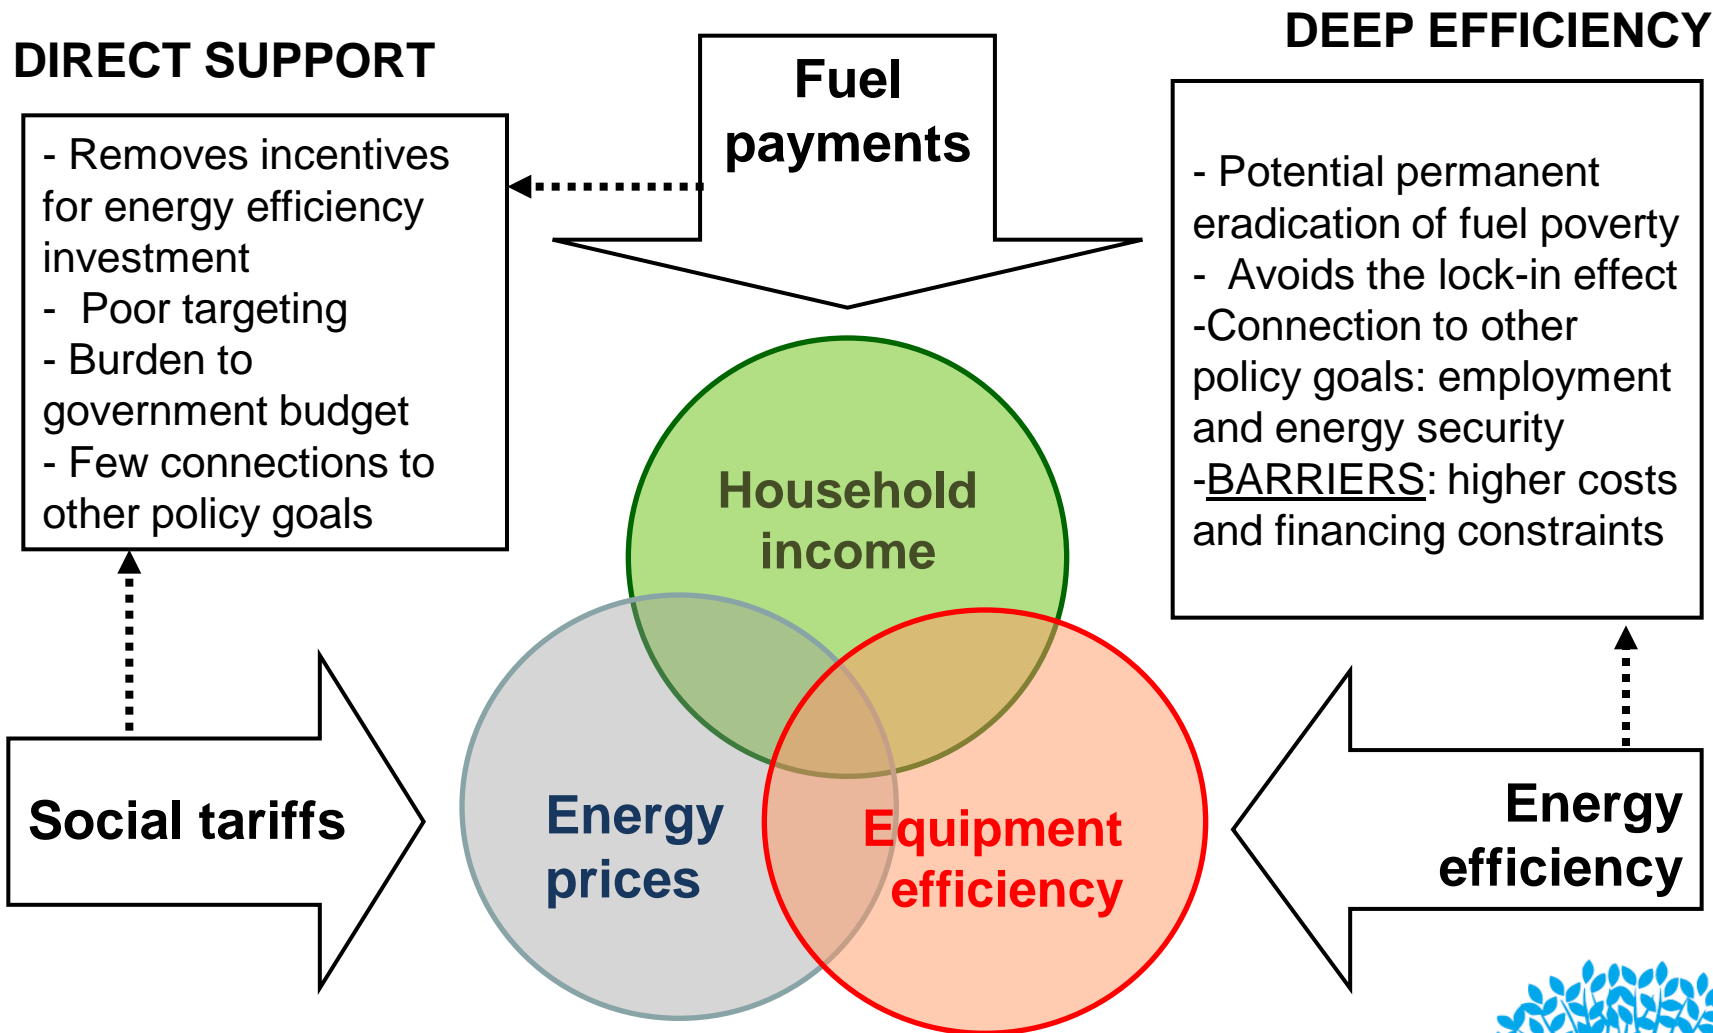 DIRECT SUPPORT
- Removes incentives
for energy efficiency
investment
-  Poor targeting
- Burden to
government budget
- Few connections to
other policy goals
Fuel
payments
DEEP EFFICIENCY
- Potential permanent
eradication of fuel poverty
-  Avoids the lock-in effect
-Connection to other
policy goals: employment
and energy security
-BARRIERS: higher costs
and financing constraints
Household
income
Social tariffs
Energy
prices
Equipment
efficiency
Energy
efficiency